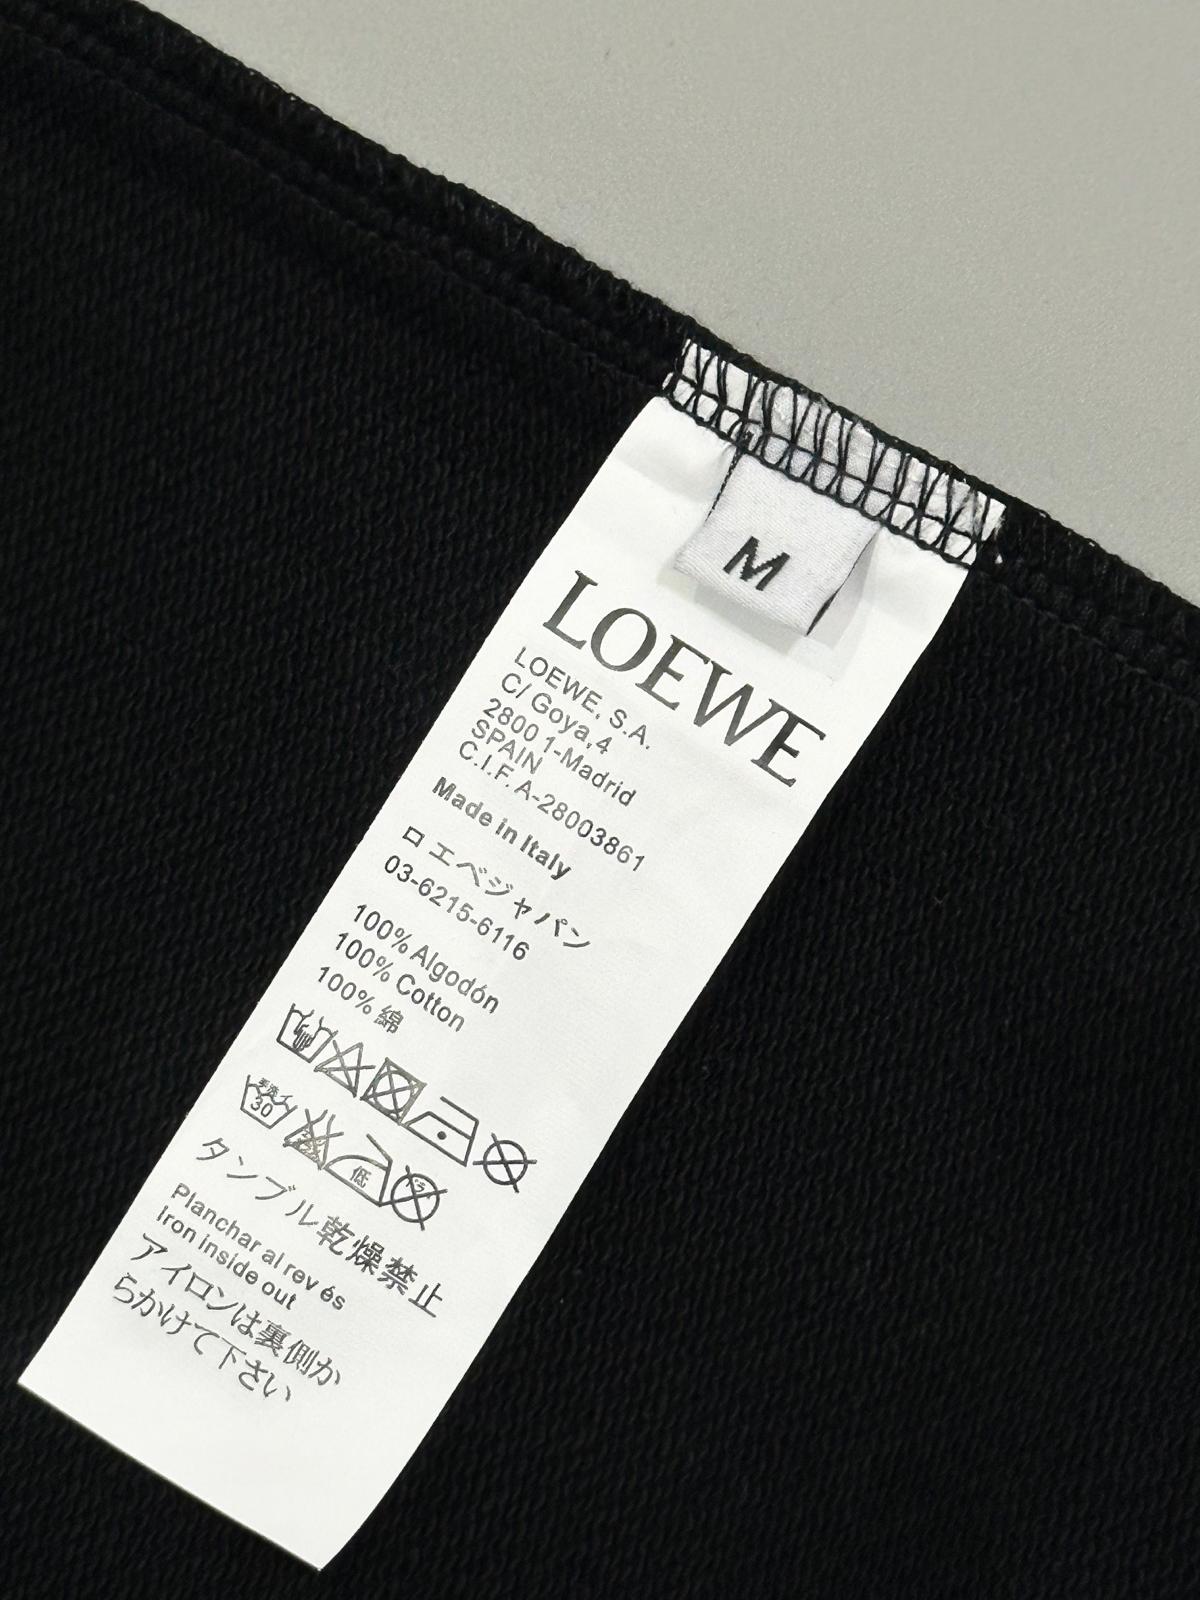 M
LOEWE
LOEWE, S.A.
C/ Goya,4
2800 1-Madrid
SPAIN
C.I.F. A-28003861
Made in Italy
ロエベジャパン
03-6215-6116
100% Algodón
100% Cotton
100% 綿
30
低
タンブル乾燥禁止
Planchar al rev és
Iron inside out
アイロンは裏側か
らかけて下さい